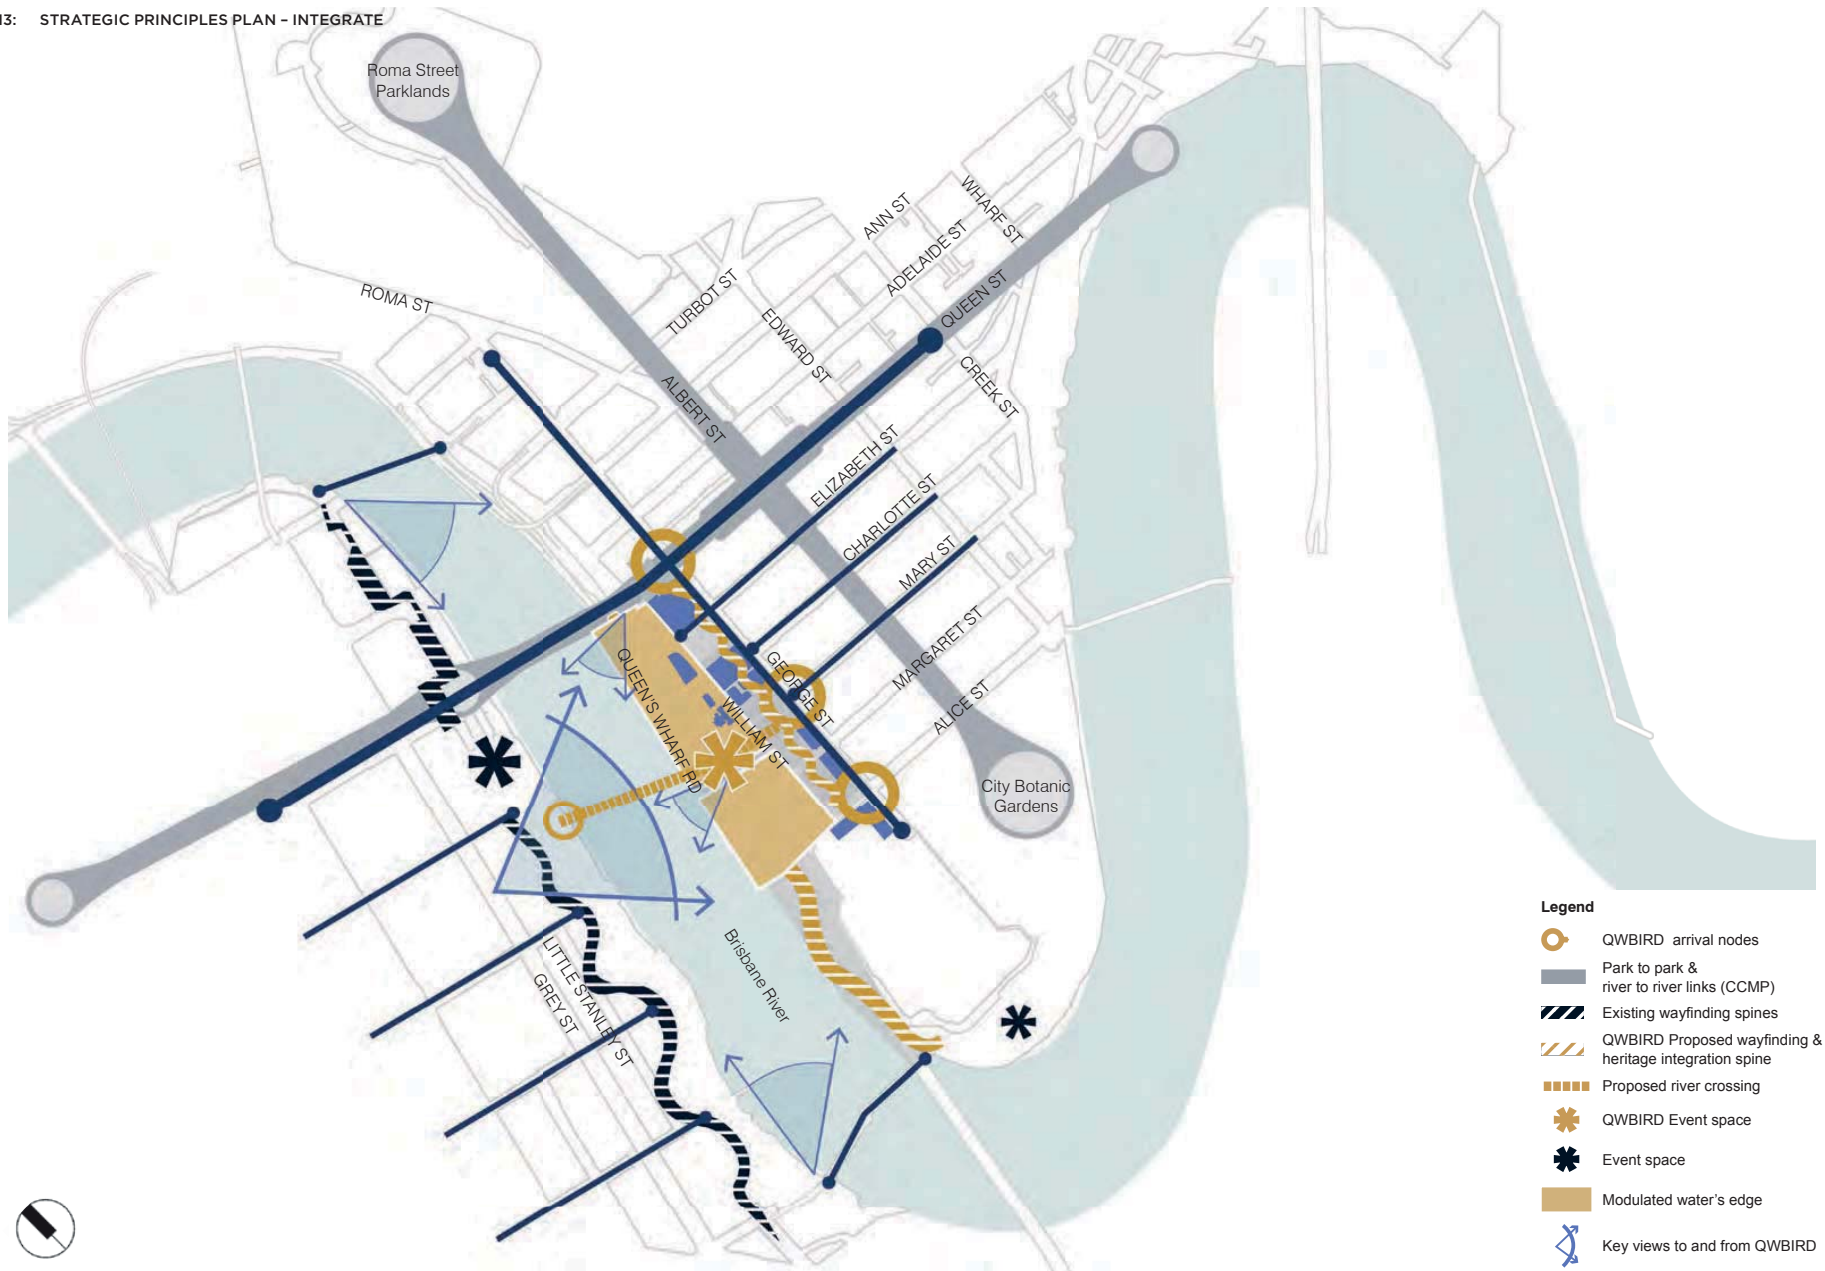 13: STRATEGIC PRINCIPLES PLAN – INTEGRATE
Roma Street
Parklands
ROMA ST
TURBOT ST
ANN ST
WHARF ST
ADELAIDE ST
QUEEN ST
EDWARD ST
CREEK ST
ALBERT ST
ELIZABETH ST
CHARLOTTE ST
MARY ST
MARGARET ST
ALICE ST
GEORGE ST
WILLIAM ST
QUEEN'S WHARF RD
City Botanic
Gardens
Brisbane River
LITTLE STANLEY ST
GREY ST
Legend
QWBIRD arrival nodes
Park to park &
river to river links (CCMP)
Existing wayfinding spines
QWBIRD Proposed wayfinding &
heritage integration spine
Proposed river crossing
QWBIRD Event space
Event space
Modulated water's edge
Key views to and from QWBIRD